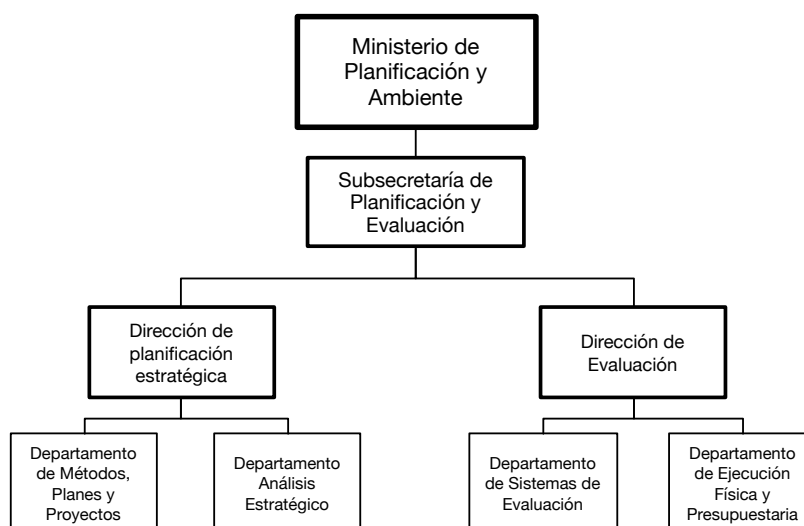 Ministerio de
Planificación y
Ambiente
Subsecretaría de
Planificación y
Evaluación
Dirección de
planificación
estratégica
Dirección de
Evaluación
Departamento
de Métodos,
Planes y
Proyectos
Departamento
Análisis
Estratégico
Departamento
de Sistemas de
Evaluación
Departamento
de Ejecución
Física y
Presupuestaria